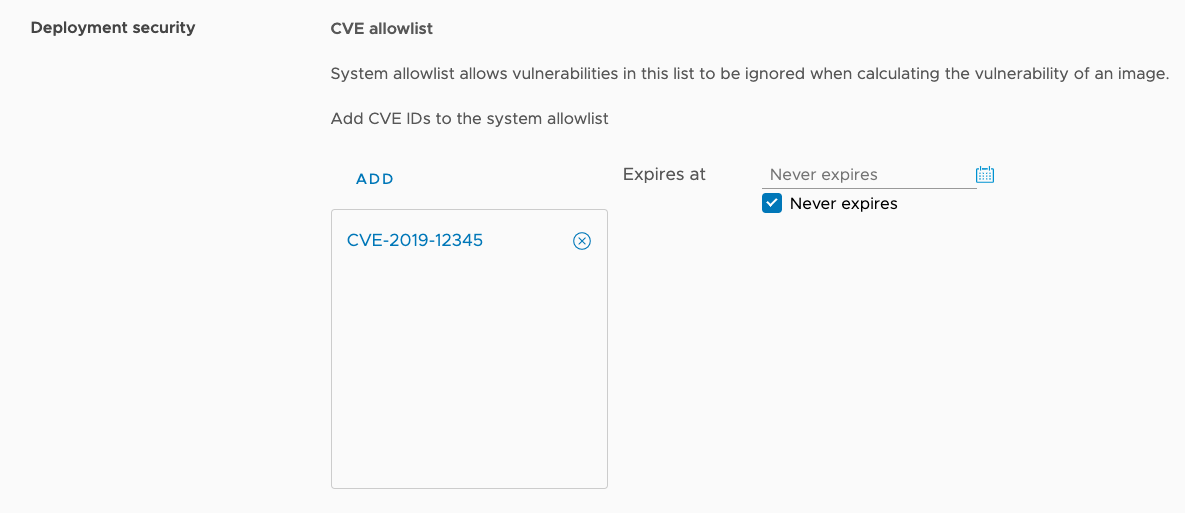 Deployment security
CVE allowlist
System allowlist allows vulnerabilities in this list to be ignored when calculating the vulnerability of an image.
Add CVE IDs to the system allowlist
ADD
Expires at
Never expires
Never expires
CVE-2019-12345